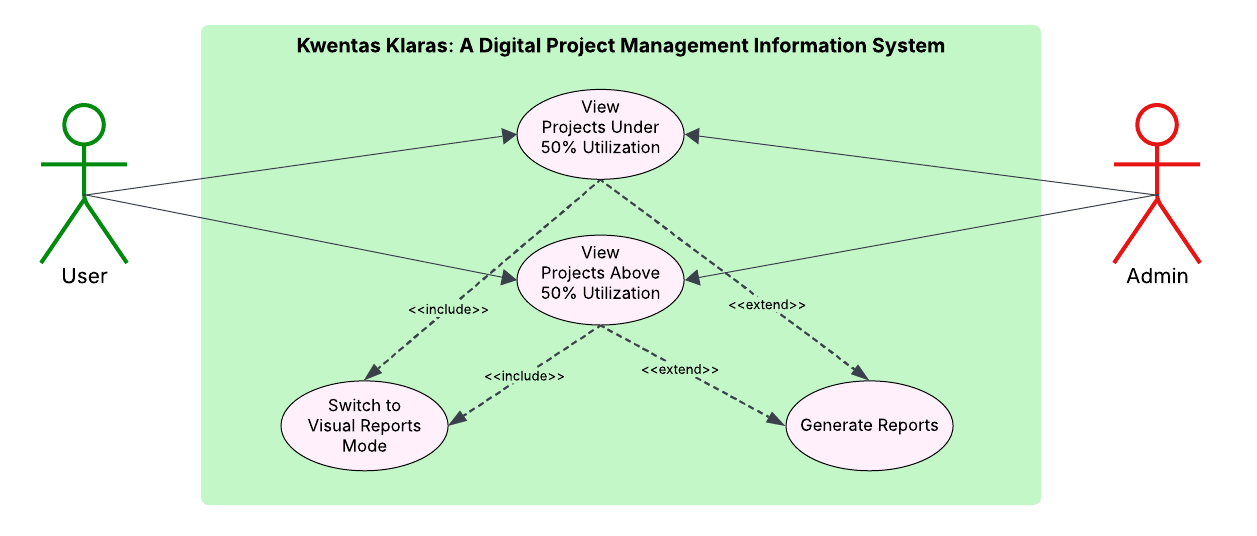 Kwentas Klaras: A Digital Project Management Information System
View
Projects Under
50% Utilization
User
Admin
View
Projects Above
50% Utilization
<<include>>
<<extend>>
<<include>>
<<extend>>
Switch to
Visual Reports
Mode
Generate Reports